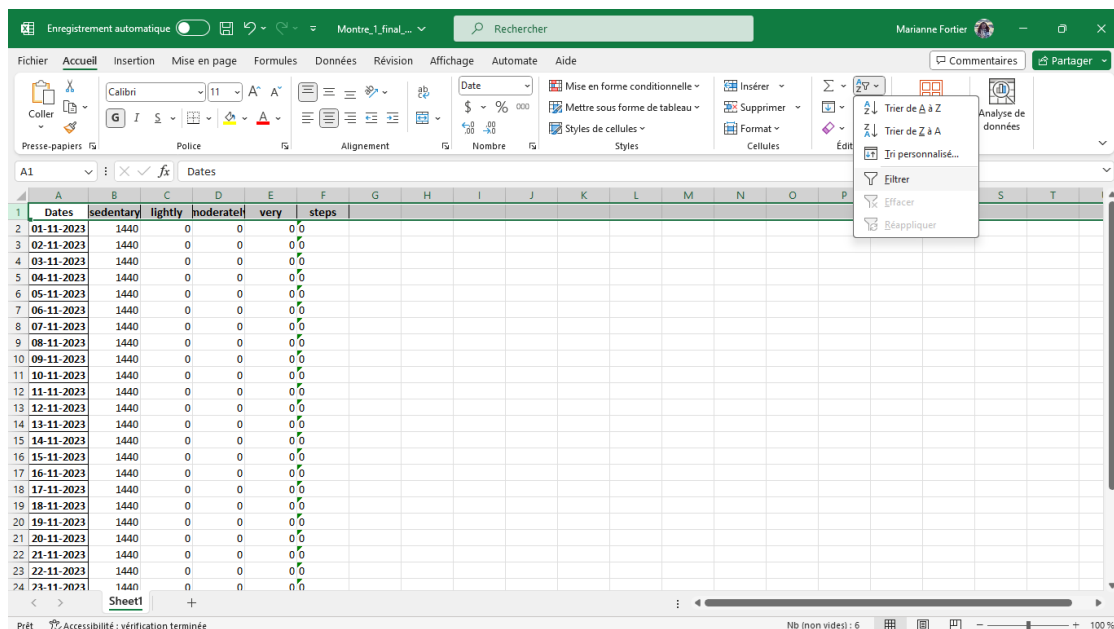 Enregistrement automatique Montre_1_final_... Rechercher Marianne Fortier
Fichier Accueil Insertion Mise en page Formules Données Révision Affichage Automate Aide Commentaires Partager
Coller
Presse-papiers
Calibri 11 A^ A˅
G I S A
Police
ab
Alignement
Date
$ % 000
Nombre
Mise en forme conditionnelle
Mettre sous forme de tableau
Styles de cellules
Styles
Insérer
Supprimer
Format
Cellules
Édit
Trier de A à Z
Trier de Z à A
Tri personnalisé...
Filtrer
Effacer
Réappliquer
Analyse de
données
A1 fx Dates
A B C D E F G H I J K L M N O P S T
1 Dates sedentary lightly moderatel very steps
2 01-11-2023 1440 0 0 0 0
3 02-11-2023 1440 0 0 0 0
4 03-11-2023 1440 0 0 0 0
5 04-11-2023 1440 0 0 0 0
6 05-11-2023 1440 0 0 0 0
7 06-11-2023 1440 0 0 0 0
8 07-11-2023 1440 0 0 0 0
9 08-11-2023 1440 0 0 0 0
10 09-11-2023 1440 0 0 0 0
11 10-11-2023 1440 0 0 0 0
12 11-11-2023 1440 0 0 0 0
13 12-11-2023 1440 0 0 0 0
14 13-11-2023 1440 0 0 0 0
15 14-11-2023 1440 0 0 0 0
16 15-11-2023 1440 0 0 0 0
17 16-11-2023 1440 0 0 0 0
18 17-11-2023 1440 0 0 0 0
19 18-11-2023 1440 0 0 0 0
20 19-11-2023 1440 0 0 0 0
21 20-11-2023 1440 0 0 0 0
22 21-11-2023 1440 0 0 0 0
23 22-11-2023 1440 0 0 0 0
24 23-11-2023 1440 0 0 0 0
Sheet1
Prêt Accessibilité : vérification terminée Nb (non vides) : 6 100 %